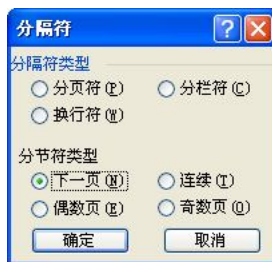 分隔符
分隔符类型
分页符(P) 分栏符(C)
换行符(W)
分节符类型
下一页(N) 连续(T)
偶数页(E) 奇数页(O)
确定 取消